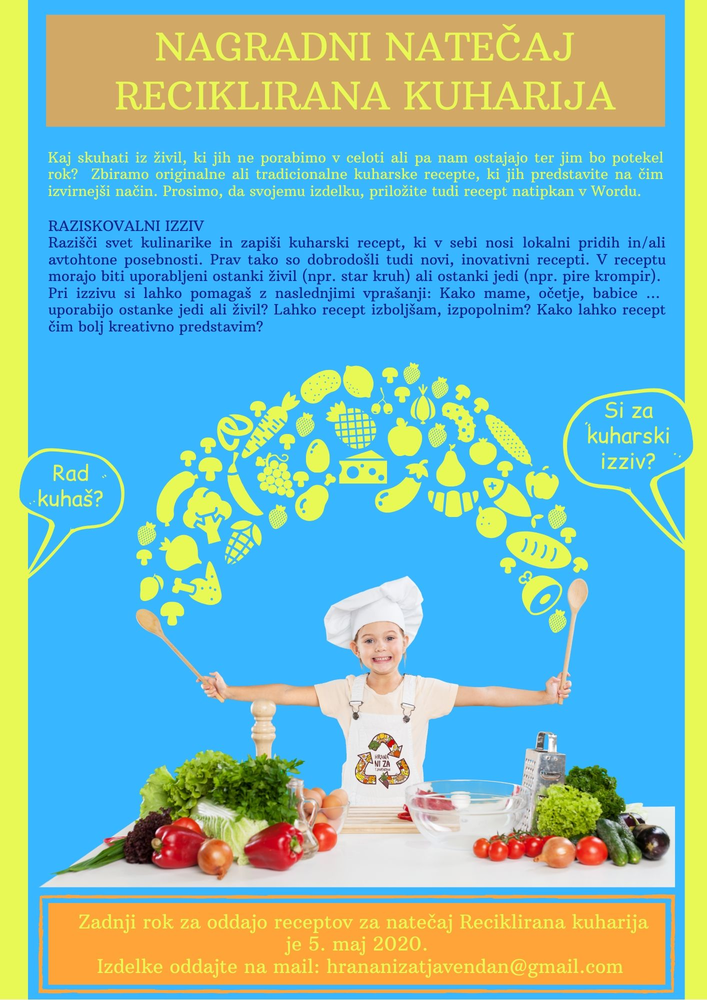 NAGRADNI NATEČAJ
RECIKLIRANA KUHARIJA
Kaj skuhati iz živil, ki jih ne porabimo v celoti ali pa nam ostajajo ter jim bo potekel
rok? Zbiramo originalne ali tradicionalne kuharske recepte, ki jih predstavite na čim
izvirnejši način. Prosimo, da svojemu izdelku, priložite tudi recept natipkan v Wordu.
RAZISKOVALNI IZZIV
Razišči svet kulinarike in zapiši kuharski recept, ki v sebi nosi lokalni pridih in/ali
avtohtone posebnosti. Prav tako so dobrodošli tudi novi, inovativni recepti. V receptu
morajo biti uporabljeni ostanki živil (npr. star kruh) ali ostanki jedi (npr. pire krompir).
Pri izzivu si lahko pomagaš z naslednjimi vprašanji: Kako mame, očetje, babice ...
uporabijo ostanke jedi ali živil? Lahko recept izboljšam, izpopolnim? Kako lahko recept
čim bolj kreativno predstavim?
Si za
kuharski
izziv?
Rad
kuhaš?
HRANA
NI ZA
TJAVENDAN
Zadnji rok za oddajo receptov za natečaj Reciklirana kuharija
je 5. maj 2020.
Izdelke oddajte na mail: hrananizatjavendan@gmail.com